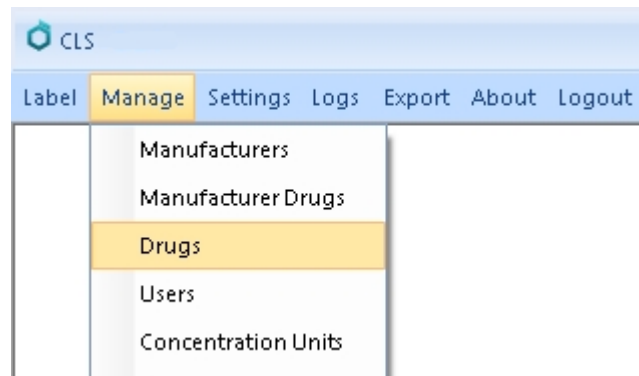 CLS
Label Manage Settings Logs Export About Logout
Manufacturers
Manufacturer Drugs
Drugs
Users
Concentration Units